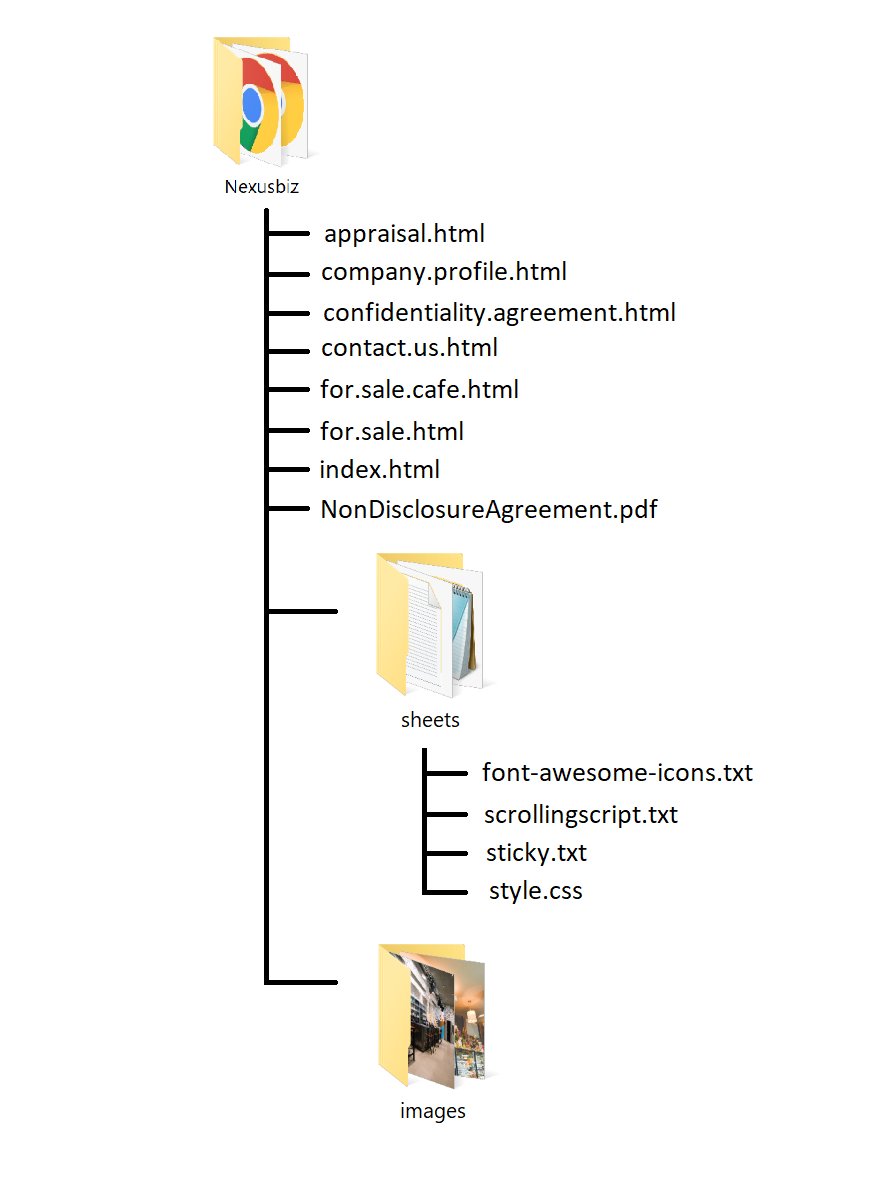 Nexusbiz
appraisal.html
company.profile.html
confidentiality.agreement.html
contact.us.html
for.sale.cafe.html
for.sale.html
index.html
NonDisclosureAgreement.pdf
sheets
font-awesome-icons.txt
scrollingscript.txt
sticky.txt
style.css
images